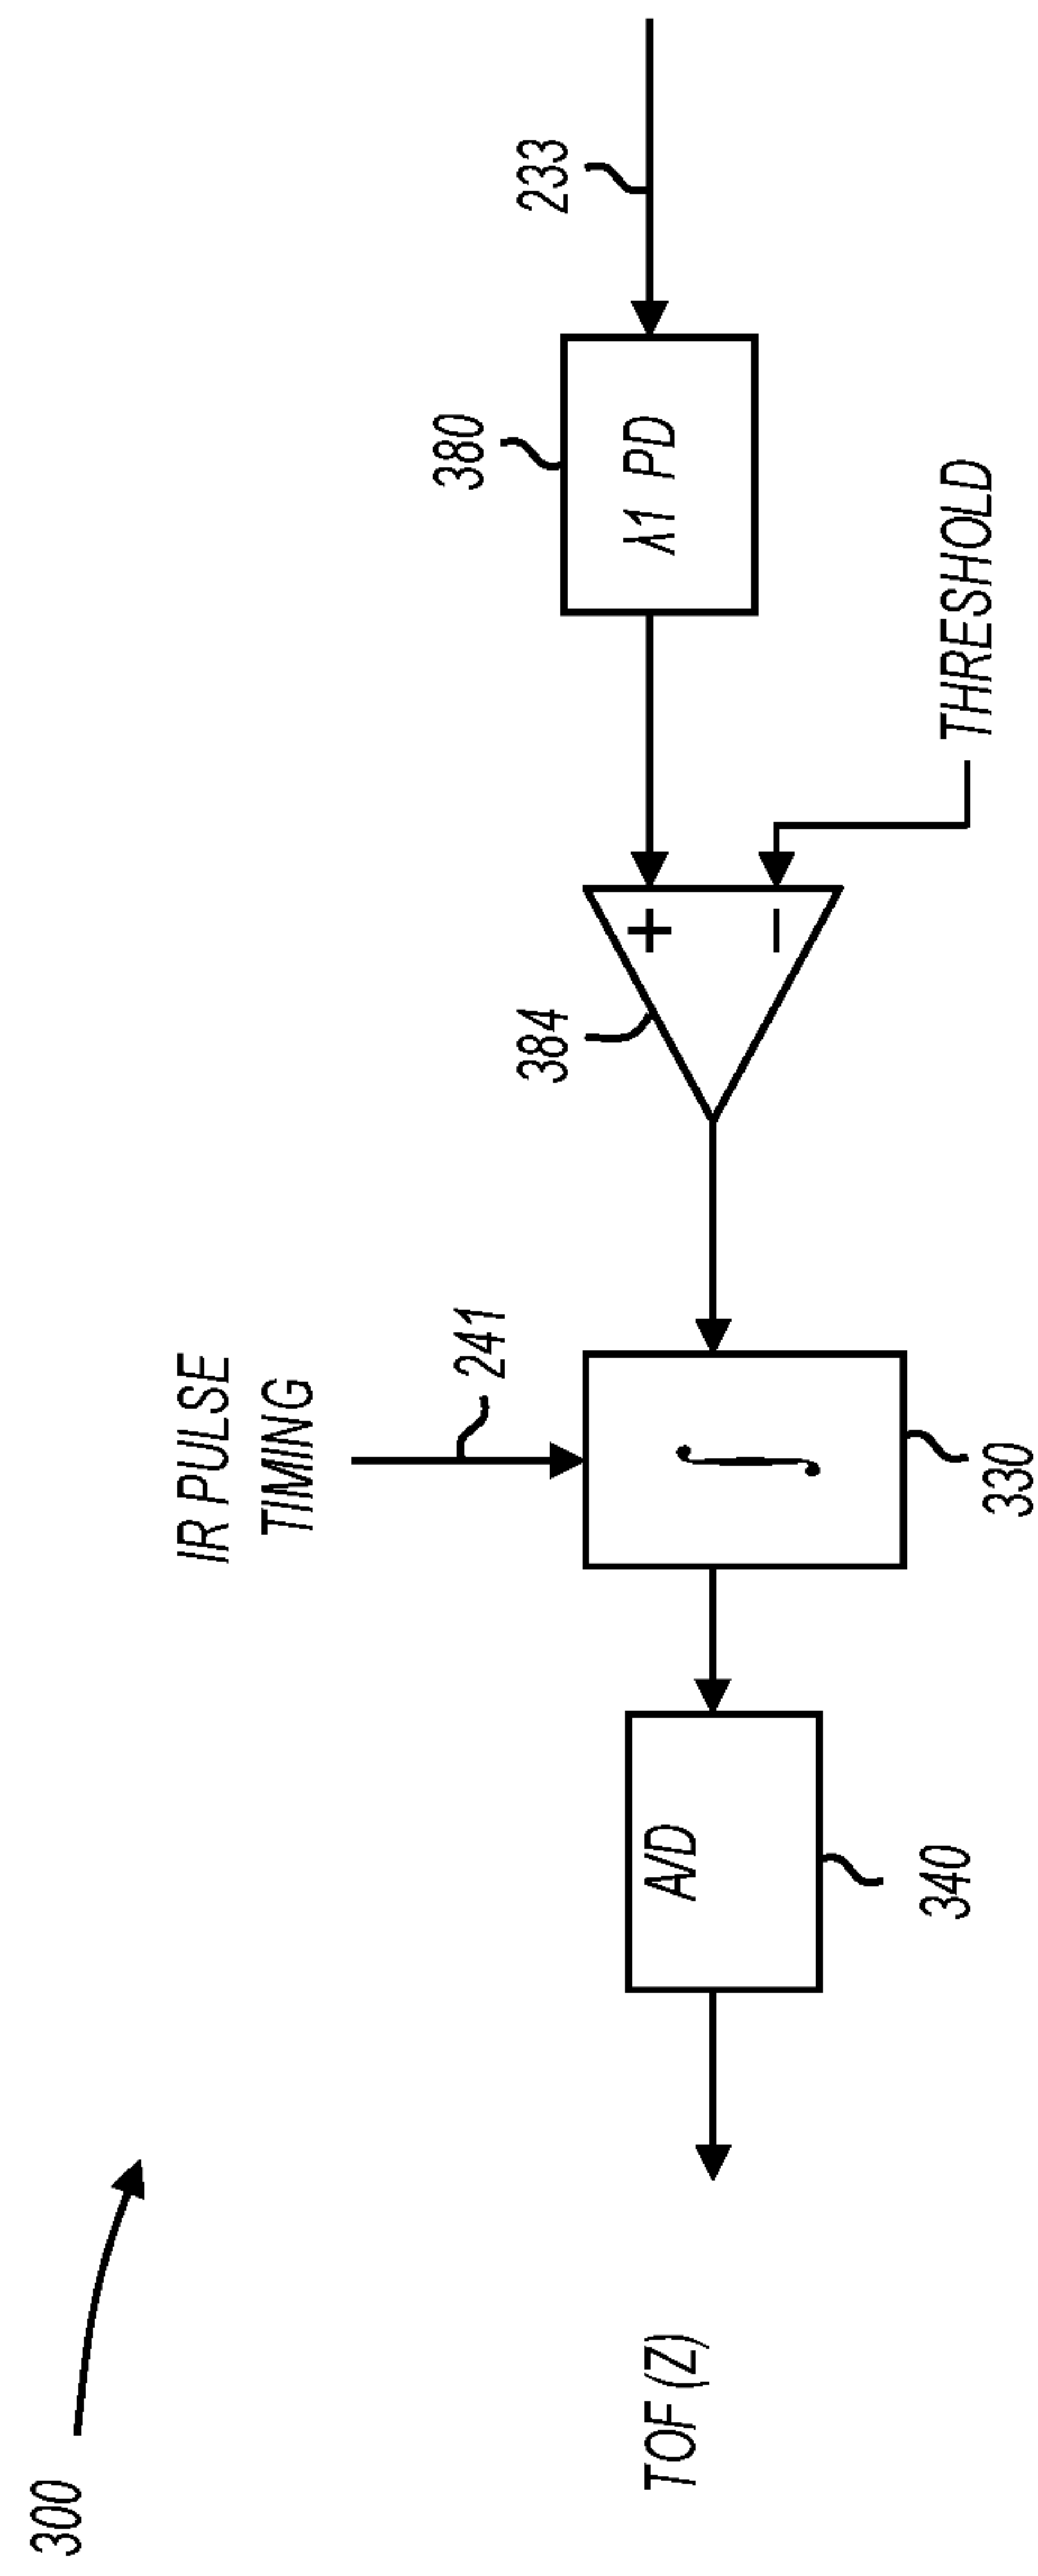 300
IR PULSE
TIMING
241
384
380
233
TOF (Z)
A/D
∫
+
−
λ1 PD
340
330
THRESHOLD